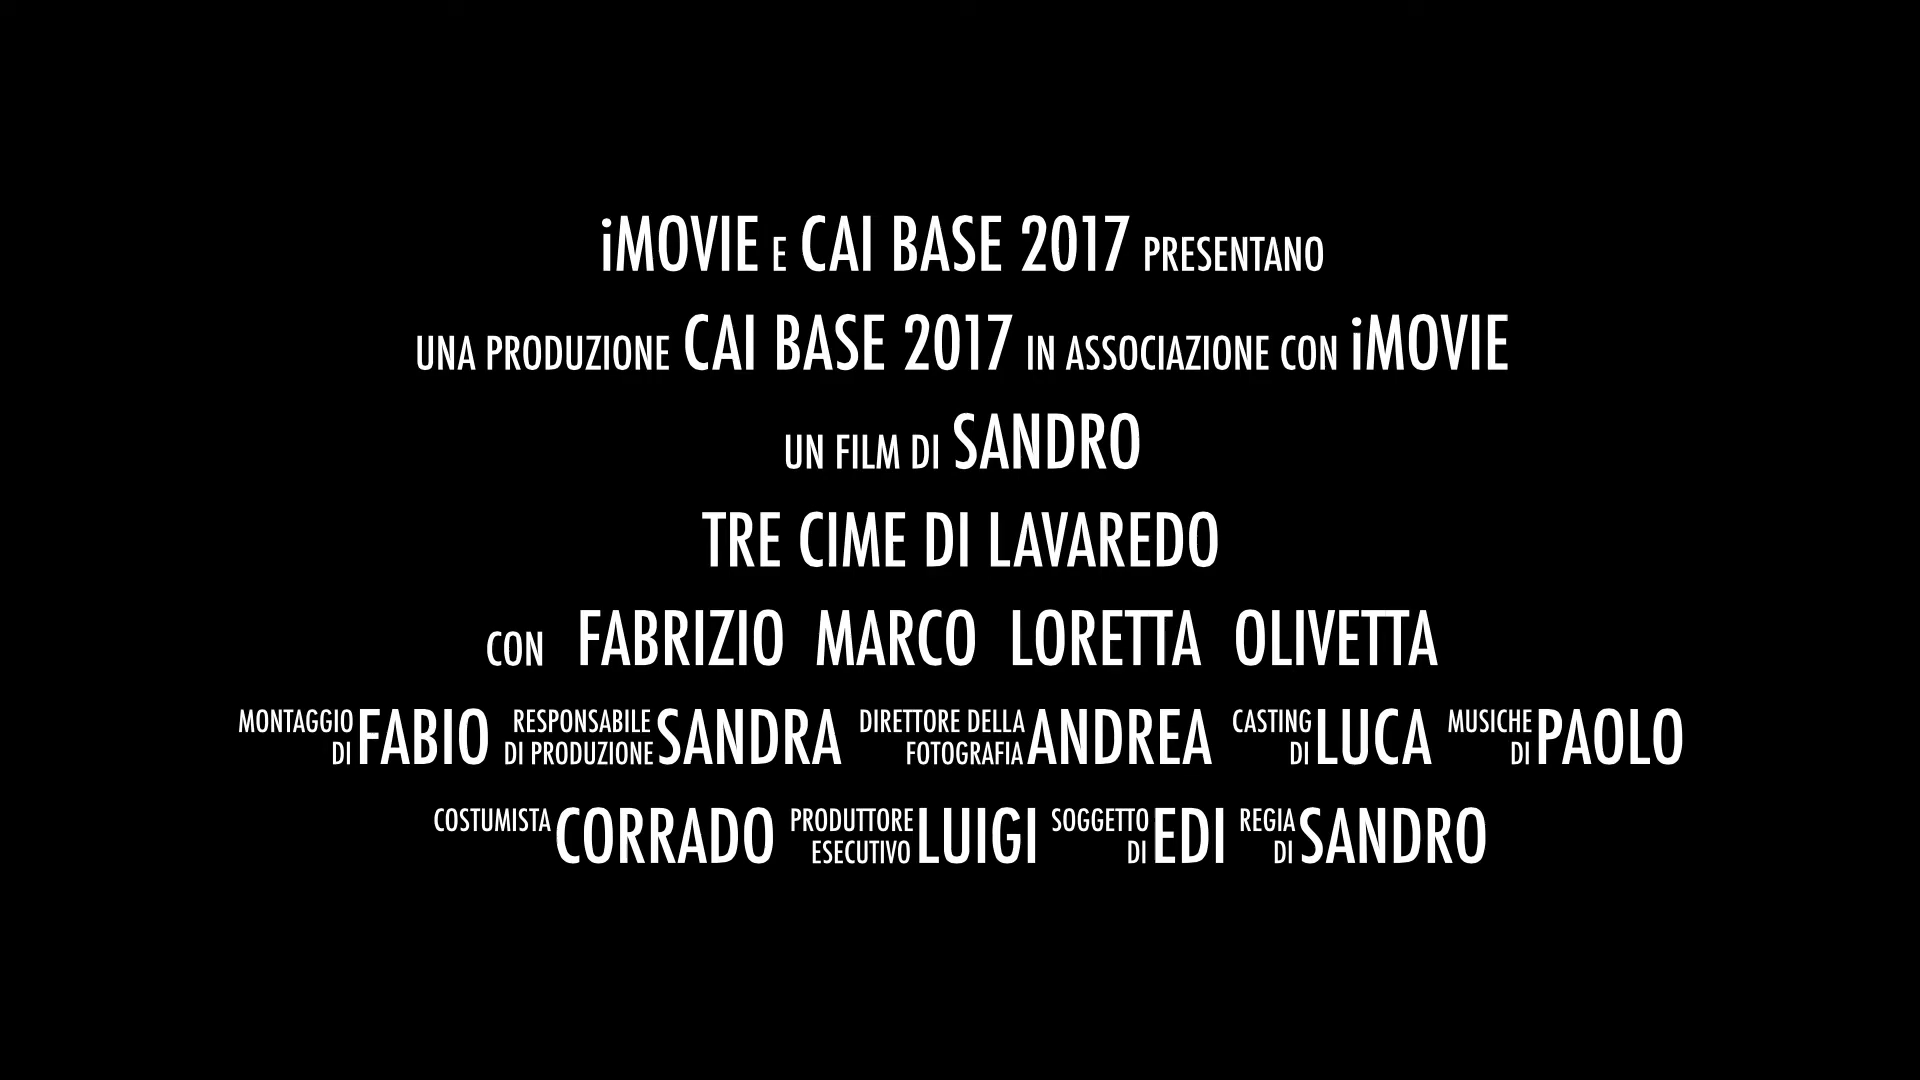 iMOVIE E CAI BASE 2017 PRESENTANO
UNA PRODUZIONE CAI BASE 2017 IN ASSOCIAZIONE CON iMOVIE
UN FILM DI SANDRO
TRE CIME DI LAVAREDO
CON FABRIZIO MARCO LORETTA OLIVETTA
MONTAGGIO DI FABIO RESPONSABILE DI PRODUZIONE SANDRA DIRETTORE DELLA FOTOGRAFIA ANDREA CASTING DI LUCA MUSICHE DI PAOLO
COSTUMISTA CORRADO PRODUTTORE ESECUTIVO LUIGI SOGGETTO DI EDI REGIA DI SANDRO